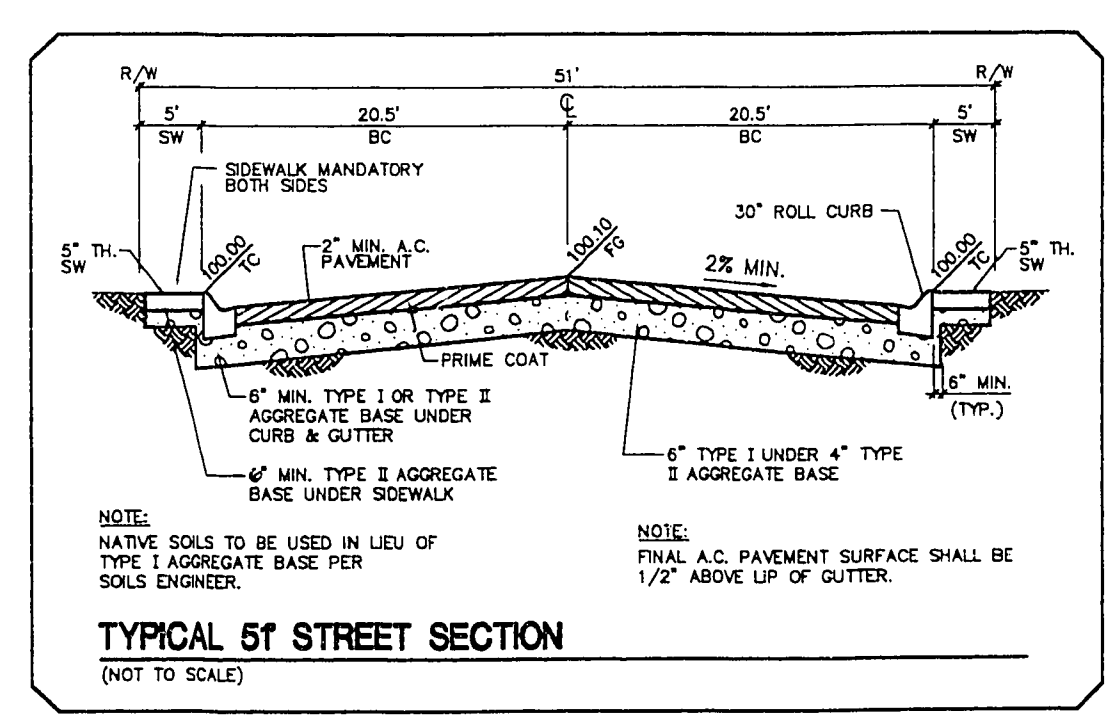 R/W
R/W
51'
5'
20.5'
℄
20.5'
5'
SW
BC
BC
SW
SIDEWALK MANDATORY
BOTH SIDES
30" ROLL CURB
5" TH.
SW
100.00
TC
2" MIN. A.C.
PAVEMENT
100.10
FG
2% MIN.
100.00
TC
5" TH.
SW
PRIME COAT
6" MIN.
(TYP.)
6" MIN. TYPE I OR TYPE II
AGGREGATE BASE UNDER
CURB & GUTTER
6" TYPE I UNDER 4" TYPE
II AGGREGATE BASE
6" MIN. TYPE II AGGREGATE
BASE UNDER SIDEWALK
NOTE:
NATIVE SOILS TO BE USED IN LIEU OF
TYPE I AGGREGATE BASE PER
SOILS ENGINEER.
NOTE:
FINAL A.C. PAVEMENT SURFACE SHALL BE
1/2" ABOVE LIP OF GUTTER.
TYPICAL 51' STREET SECTION
(NOT TO SCALE)